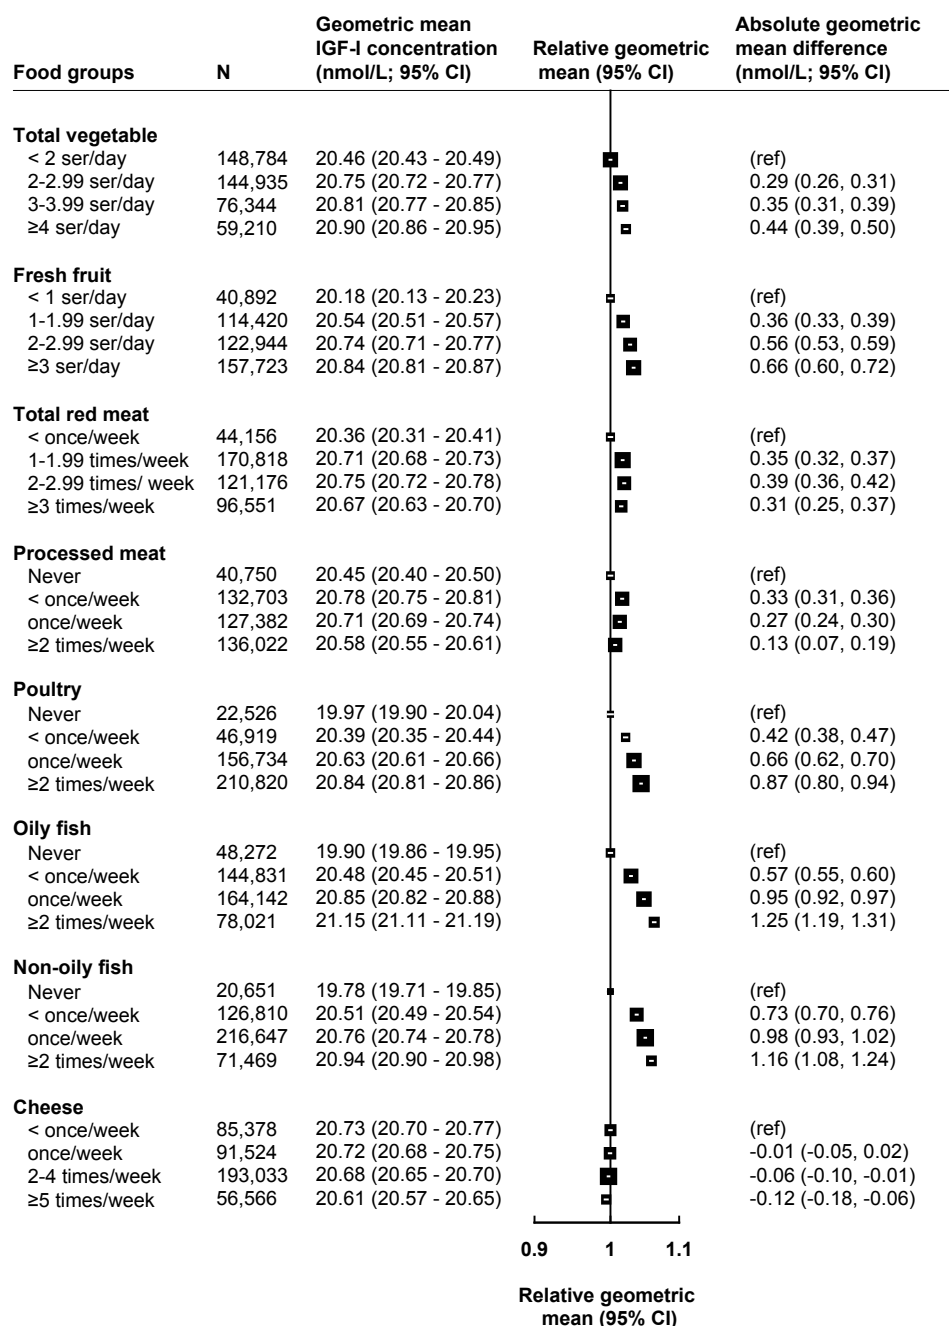 Food groups N Geometric mean IGF-I concentration (nmol/L; 95% CI) Relative geometric mean (95% CI) Absolute geometric mean difference (nmol/L; 95% CI)
Total vegetable
< 2 ser/day 148,784 20.46 (20.43 - 20.49) (ref)
2-2.99 ser/day 144,935 20.75 (20.72 - 20.77) 0.29 (0.26, 0.31)
3-3.99 ser/day 76,344 20.81 (20.77 - 20.85) 0.35 (0.31, 0.39)
≥4 ser/day 59,210 20.90 (20.86 - 20.95) 0.44 (0.39, 0.50)
Fresh fruit
< 1 ser/day 40,892 20.18 (20.13 - 20.23) (ref)
1-1.99 ser/day 114,420 20.54 (20.51 - 20.57) 0.36 (0.33, 0.39)
2-2.99 ser/day 122,944 20.74 (20.71 - 20.77) 0.56 (0.53, 0.59)
≥3 ser/day 157,723 20.84 (20.81 - 20.87) 0.66 (0.60, 0.72)
Total red meat
< once/week 44,156 20.36 (20.31 - 20.41) (ref)
1-1.99 times/week 170,818 20.71 (20.68 - 20.73) 0.35 (0.32, 0.37)
2-2.99 times/ week 121,176 20.75 (20.72 - 20.78) 0.39 (0.36, 0.42)
≥3 times/week 96,551 20.67 (20.63 - 20.70) 0.31 (0.25, 0.37)
Processed meat
Never 40,750 20.45 (20.40 - 20.50) (ref)
< once/week 132,703 20.78 (20.75 - 20.81) 0.33 (0.31, 0.36)
once/week 127,382 20.71 (20.69 - 20.74) 0.27 (0.24, 0.30)
≥2 times/week 136,022 20.58 (20.55 - 20.61) 0.13 (0.07, 0.19)
Poultry
Never 22,526 19.97 (19.90 - 20.04) (ref)
< once/week 46,919 20.39 (20.35 - 20.44) 0.42 (0.38, 0.47)
once/week 156,734 20.63 (20.61 - 20.66) 0.66 (0.62, 0.70)
≥2 times/week 210,820 20.84 (20.81 - 20.86) 0.87 (0.80, 0.94)
Oily fish
Never 48,272 19.90 (19.86 - 19.95) (ref)
< once/week 144,831 20.48 (20.45 - 20.51) 0.57 (0.55, 0.60)
once/week 164,142 20.85 (20.82 - 20.88) 0.95 (0.92, 0.97)
≥2 times/week 78,021 21.15 (21.11 - 21.19) 1.25 (1.19, 1.31)
Non-oily fish
Never 20,651 19.78 (19.71 - 19.85) (ref)
< once/week 126,810 20.51 (20.49 - 20.54) 0.73 (0.70, 0.76)
once/week 216,647 20.76 (20.74 - 20.78) 0.98 (0.93, 1.02)
≥2 times/week 71,469 20.94 (20.90 - 20.98) 1.16 (1.08, 1.24)
Cheese
< once/week 85,378 20.73 (20.70 - 20.77) (ref)
once/week 91,524 20.72 (20.68 - 20.75) -0.01 (-0.05, 0.02)
2-4 times/week 193,033 20.68 (20.65 - 20.70) -0.06 (-0.10, -0.01)
≥5 times/week 56,566 20.61 (20.57 - 20.65) -0.12 (-0.18, -0.06)
0.9 1 1.1
Relative geometric
mean (95% CI)